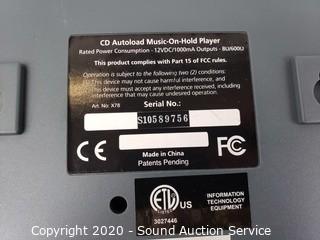 CD Autoload Music-On-Hold Player
Rated Power Consumption - 12VDC/1000mA Outputs - 8Ω/600Ω
This product complies with Part 15 of FCC rules.
Operation is subject to the following two (2) conditions:
(1) This device may not cause harmful interference, and
(2) This device must accept any interference received, including
interference that may cause undesired operation.
Art. No: X78
Serial No.:
S10589756
CE
Made in China
Patents Pending
FC
ETL
US
LISTED
3027446
INFORMATION
TECHNOLOGY
EQUIPMENT
Copyright 2020 - Sound Auction Service